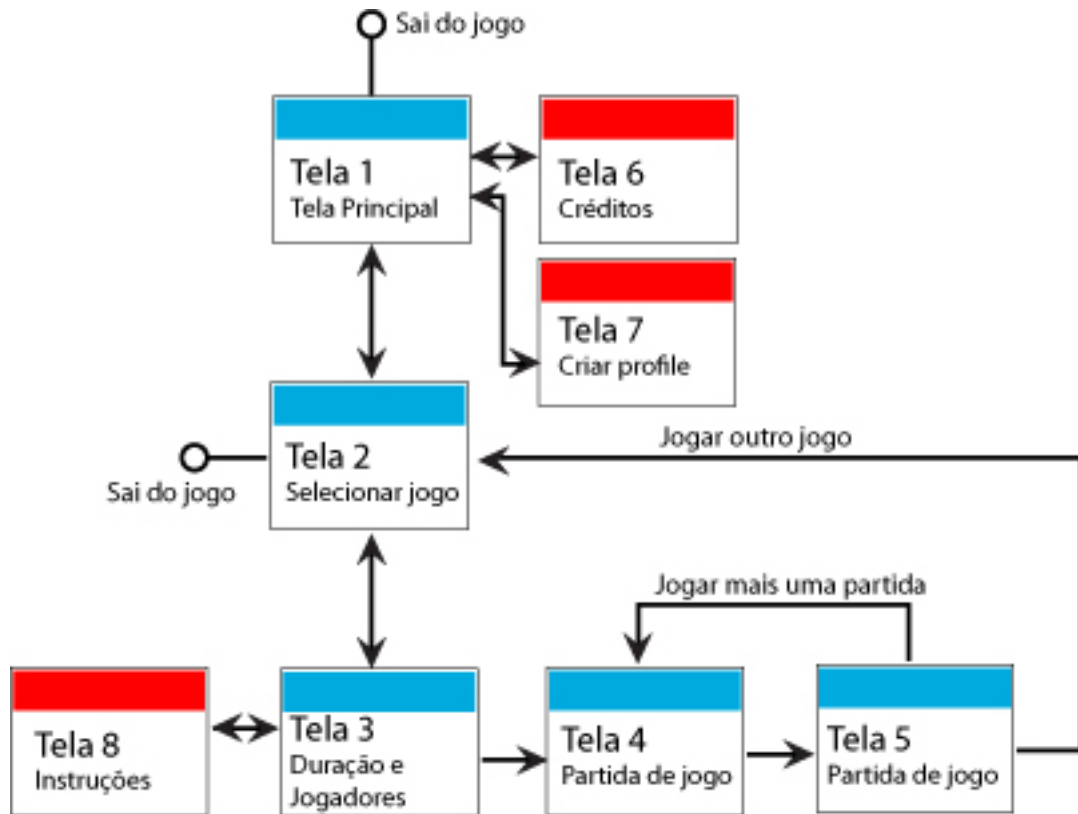 Sai do jogo
Tela 1
Tela Principal
Tela 6
Créditos
Tela 7
Criar profile
Tela 2
Selecionar jogo
Sai do jogo
Jogar outro jogo
Jogar mais uma partida
Tela 8
Instruções
Tela 3
Duração e
Jogadores
Tela 4
Partida de jogo
Tela 5
Partida de jogo